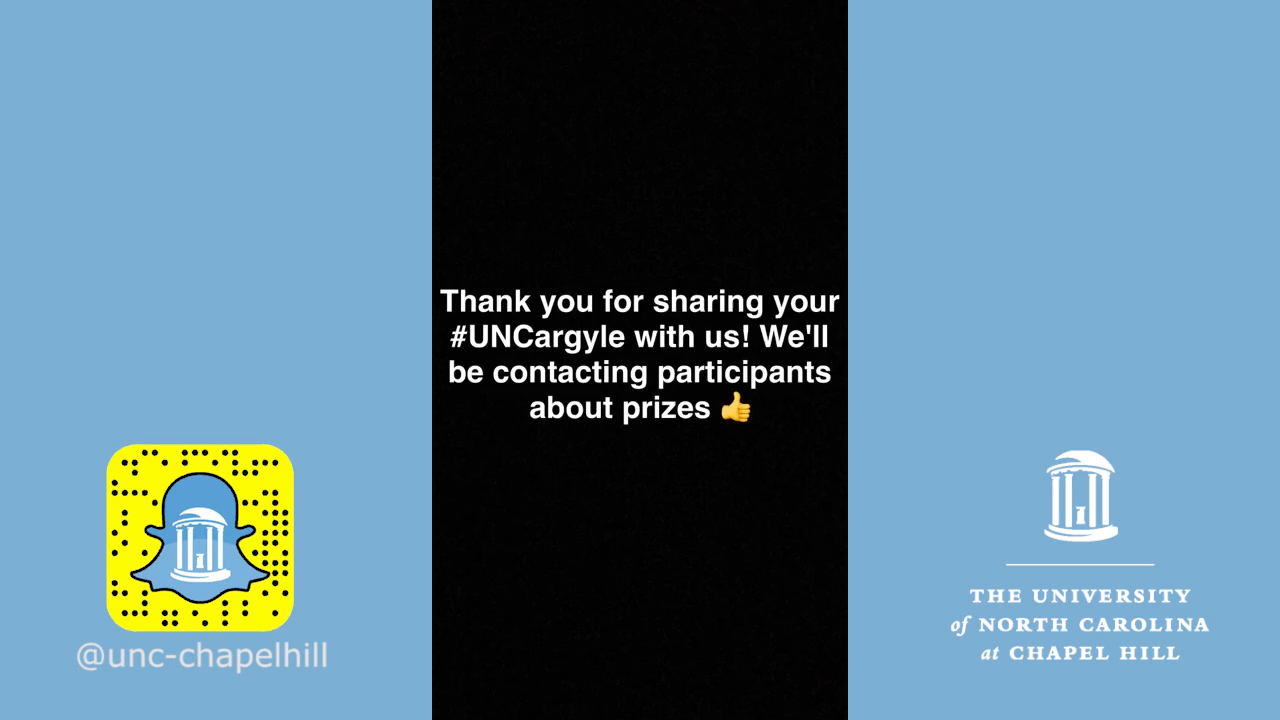 Thank you for sharing your
#UNCargyle with us! We'll
be contacting participants
about prizes 👍
@unc-chapelhill
THE UNIVERSITY
of NORTH CAROLINA
at CHAPEL HILL